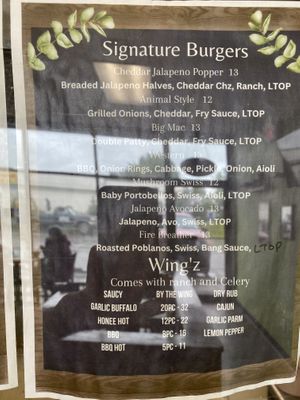 Signature Burgers
Cheddar Jalapeno Popper 13
Breaded Jalapeno Halves, Cheddar Chz, Ranch, LTOP
Animal Style 12
Grilled Onions, Cheddar, Fry Sauce, LTOP
Big Mac 13
Double Patty, Cheddar, Fry Sauce, LTOP
Western
BBQ, Onion Rings, Cabbage, Pickle, Onion, Aioli
Mushroom Swiss 12
Baby Portobellos, Swiss, Aioli, LTOP
Jalapeno Avocado 13
Jalapeno, Avo, Swiss, LTOP
Fire Breather 13
Roasted Poblanos, Swiss, Bang Sauce, LTOP
Wing'z
Comes with ranch and Celery
SAUCY BY THE WING DRY RUB
GARLIC BUFFALO 20PC - 32 CAJUN
HONEE HOT 12PC - 22 GARLIC PARM
BBQ 8PC - 16 LEMON PEPPER
BBQ HOT 5PC - 11